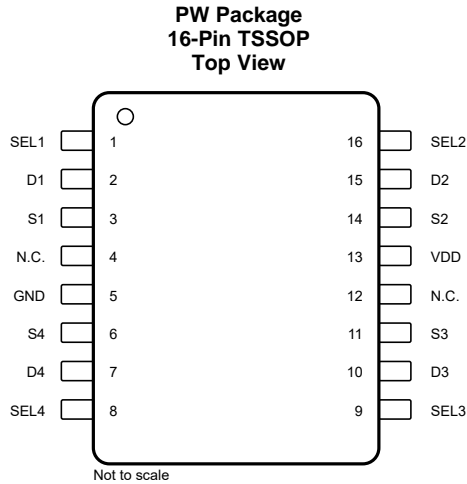 PW Package
16-Pin TSSOP
Top View
SEL1 1 16 SEL2
D1 2 15 D2
S1 3 14 S2
N.C. 4 13 VDD
GND 5 12 N.C.
S4 6 11 S3
D4 7 10 D3
SEL4 8 9 SEL3
Not to scale